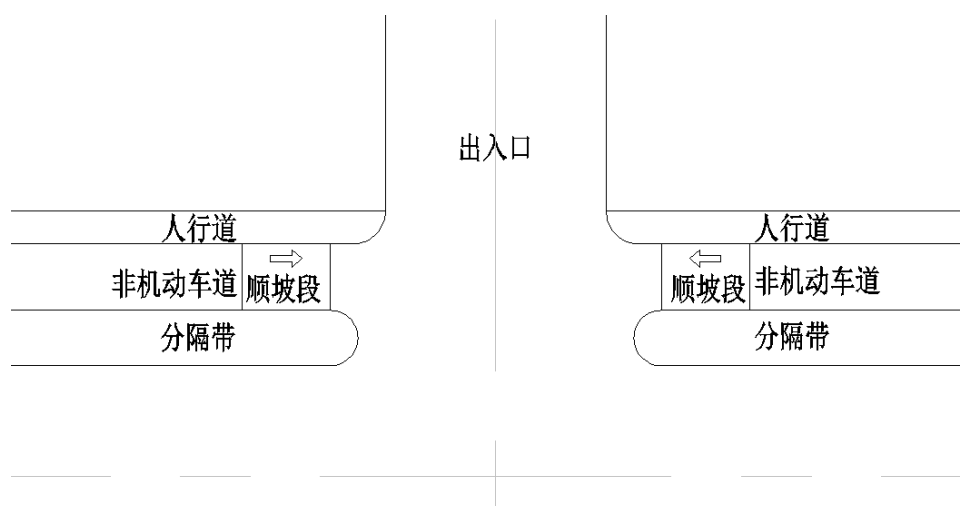 出入口
人行道
人行道
非机动车道
顺坡段
顺坡段
非机动车道
分隔带
分隔带